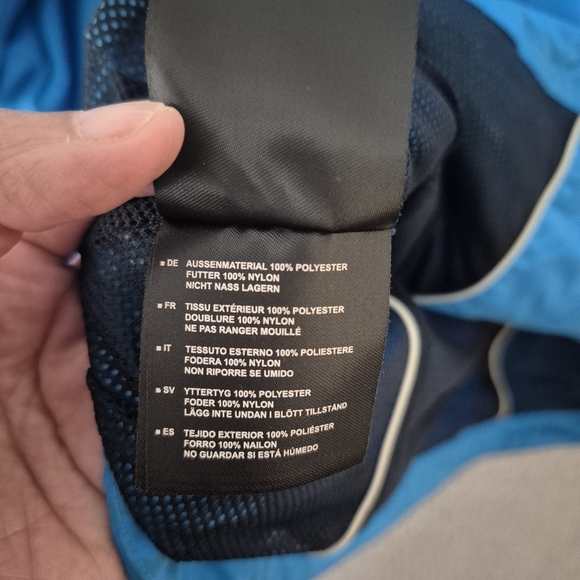 DE AUSSENMATERIAL 100% POLYESTER
FUTTER 100% NYLON
NICHT NASS LAGERN
FR TISSU EXTÉRIEUR 100% POLYESTER
DOUBLURE 100% NYLON
NE PAS RANGER MOUILLÉ
IT TESSUTO ESTERNO 100% POLIESTERE
FODERA 100% NYLON
NON RIPORRE SE UMIDO
SV YTTERTYG 100% POLYESTER
FODER 100% NYLON
LÄGG INTE UNDAN I BLÖTT TILLSTÅND
ES TEJIDO EXTERIOR 100% POLIÉSTER
FORRO 100% NAILON
NO GUARDAR SI ESTÁ HÚMEDO